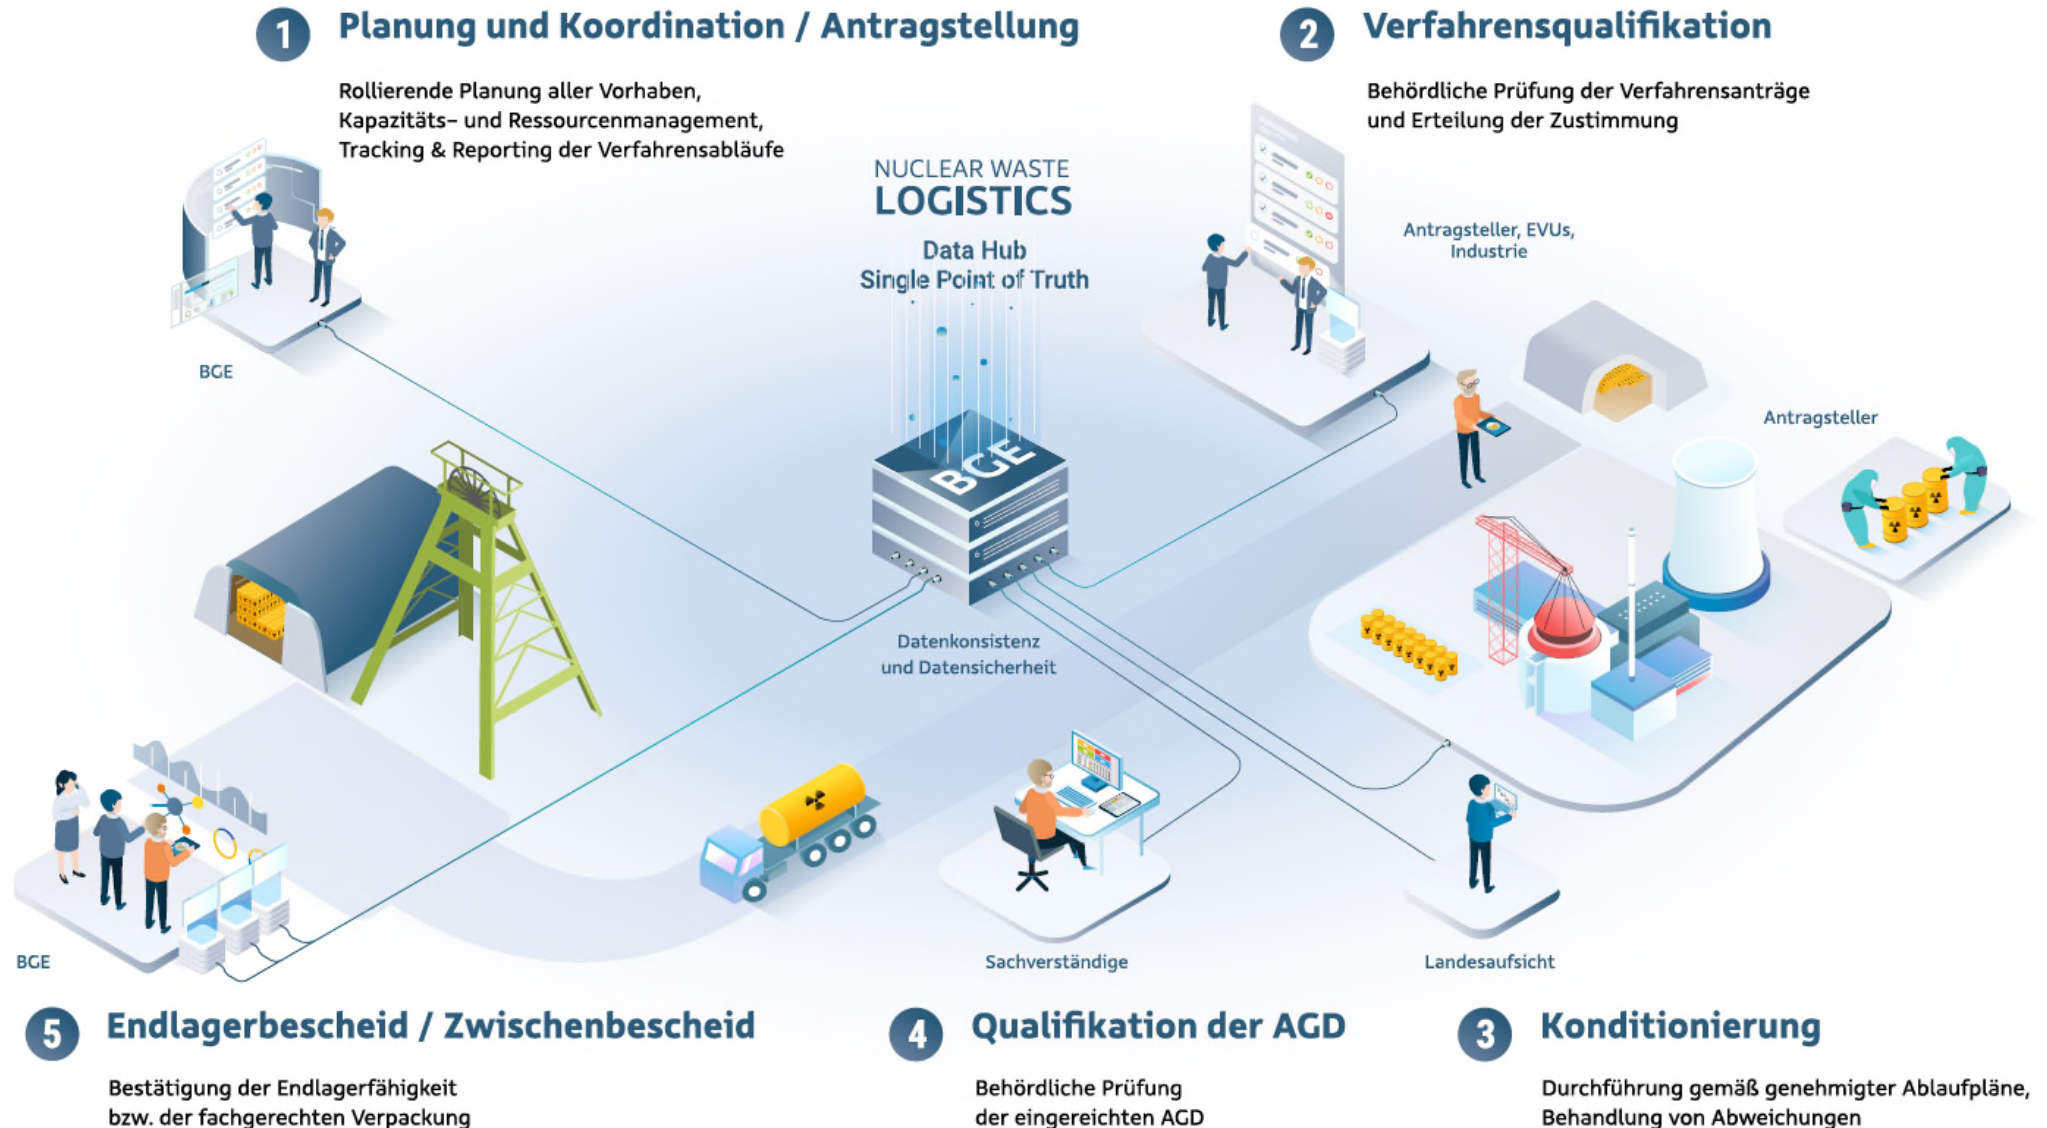 1 Planung und Koordination / Antragstellung
Rollierende Planung aller Vorhaben,
Kapazitäts- und Ressourcenmanagement,
Tracking & Reporting der Verfahrensabläufe
BGE
2 Verfahrensqualifikation
Behördliche Prüfung der Verfahrensanträge
und Erteilung der Zustimmung
Antragsteller, EVUs,
Industrie
NUCLEAR WASTE
LOGISTICS
Data Hub
Single Point of Truth
BGE
Datenkonsistenz
und Datensicherheit
Antragsteller
BGE
Sachverständige
Landesaufsicht
5 Endlagerbescheid / Zwischenbescheid
Bestätigung der Endlagerfähigkeit
bzw. der fachgerechten Verpackung
4 Qualifikation der AGD
Behördliche Prüfung
der eingereichten AGD
3 Konditionierung
Durchführung gemäß genehmigter Ablaufpläne,
Behandlung von Abweichungen